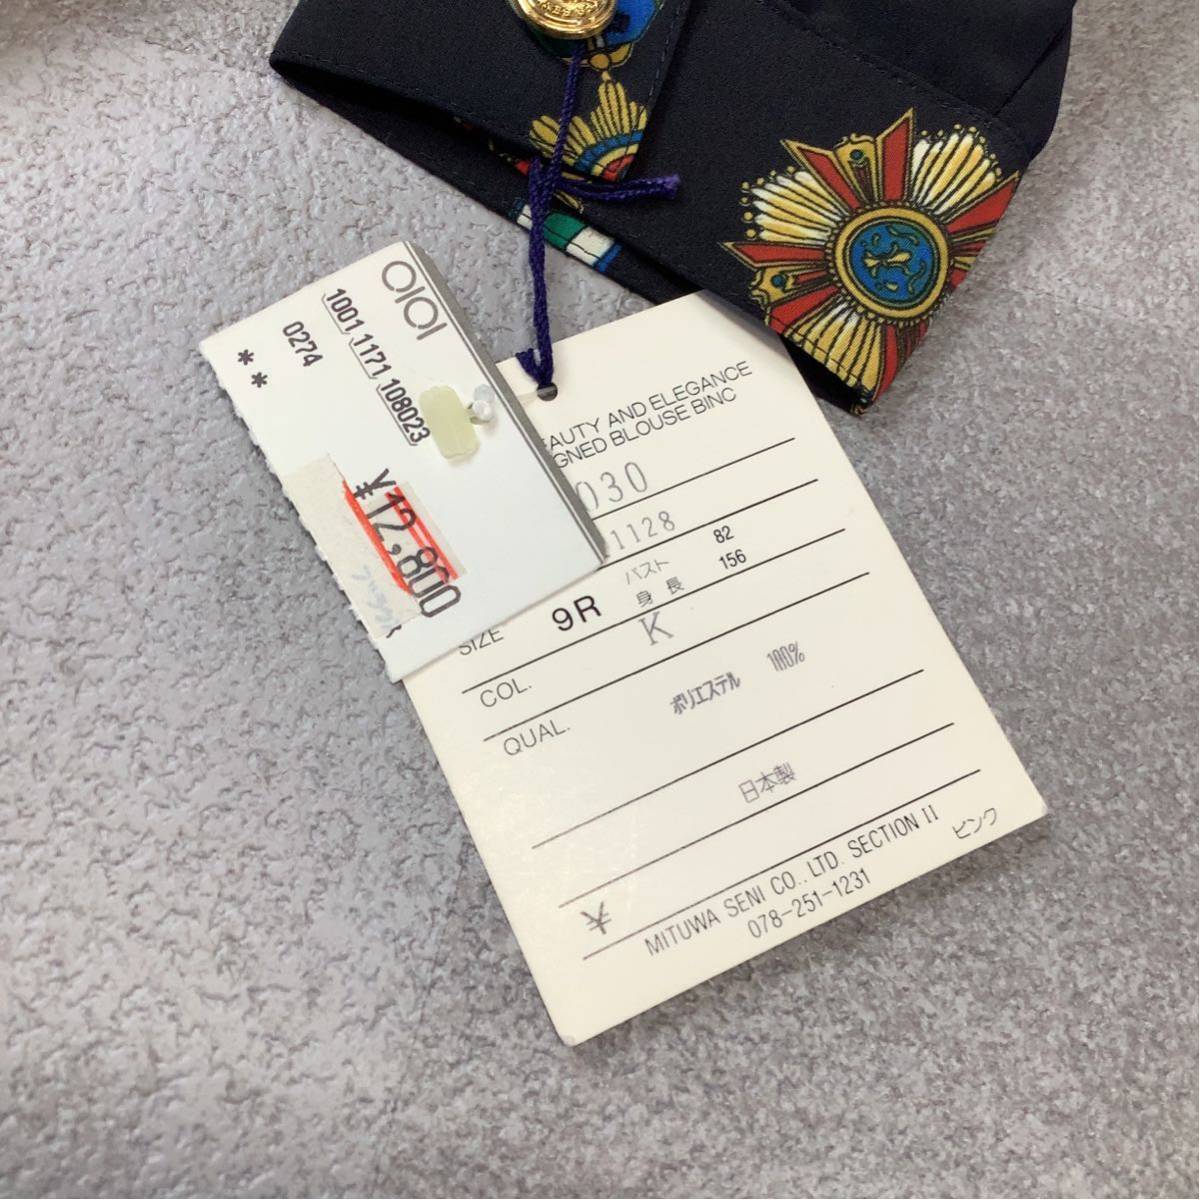 OIOI
1001 1171 108023
0274
**
¥12,800
AND ELEGANCE
BLOUSE BINC
030
1128
SIZE 9R バスト 82
身長 156
COL. K
QUAL. ポリエステル 100%
日本製
¥
MITUWA SENI CO., LTD. SECTION II
078-251-1231
ピンク